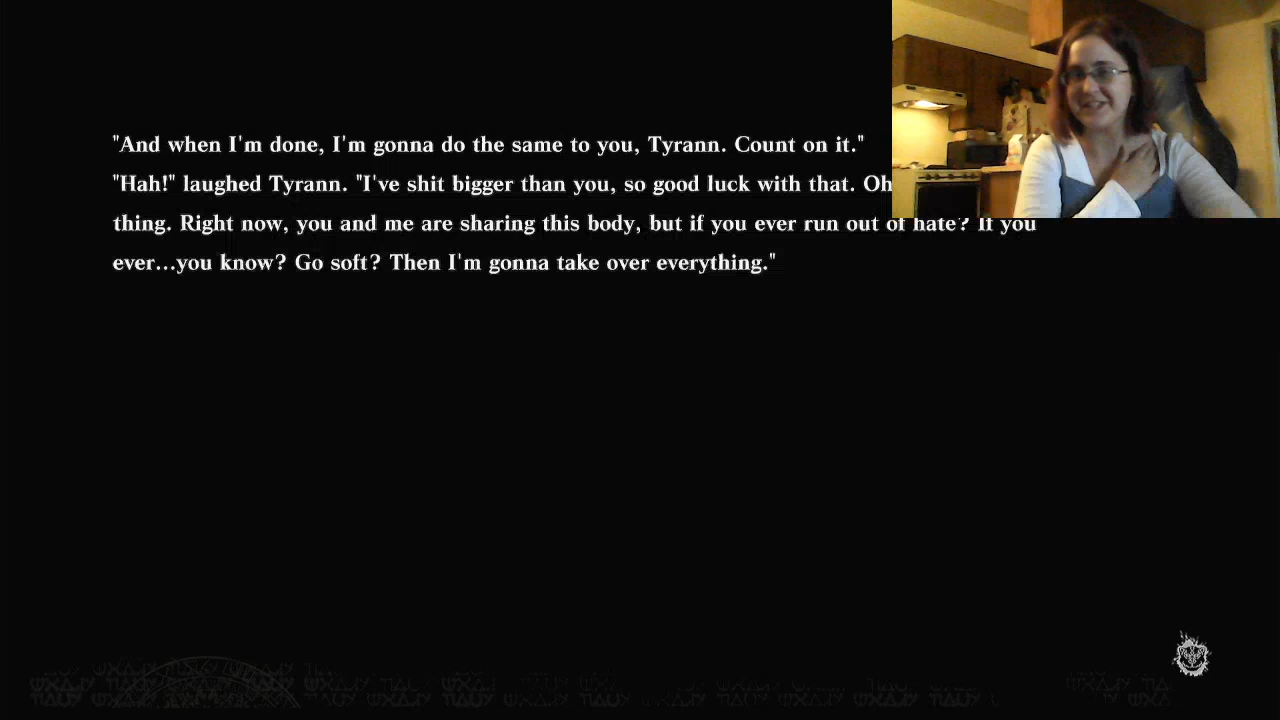 "And when I'm done, I'm gonna do the same to you, Tyrann. Count on it."
"Hah!" laughed Tyrann. "I've shit bigger than you, so good luck with that. Oh
thing. Right now, you and me are sharing this body, but if you ever run out of hate? If you
ever...you know? Go soft? Then I'm gonna take over everything."